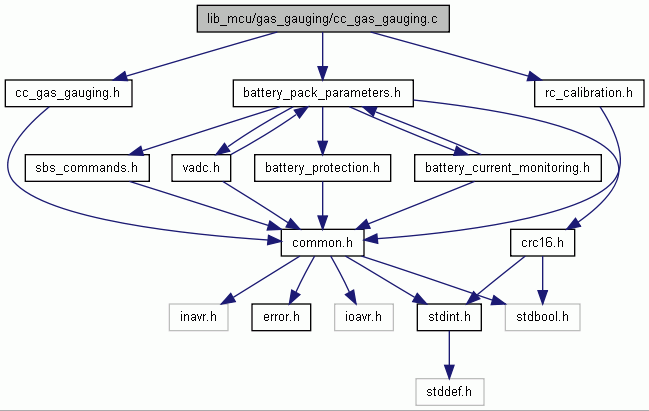 lib_mcu/gas_gauging/cc_gas_gauging.c
cc_gas_gauging.h
battery_pack_parameters.h
rc_calibration.h
sbs_commands.h
vadc.h
battery_protection.h
battery_current_monitoring.h
common.h
crc16.h
inavr.h
error.h
ioavr.h
stdint.h
stdbool.h
stddef.h